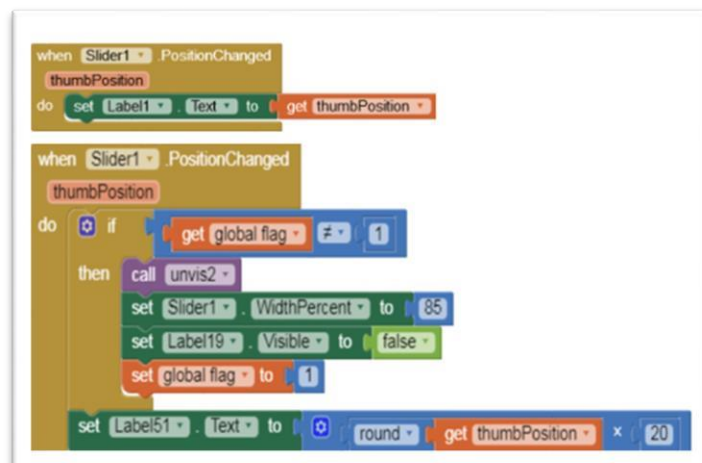 when Slider1 .PositionChanged
thumbPosition
do set Label1 . Text to get thumbPosition
when Slider1 .PositionChanged
thumbPosition
do if get global flag ≠ 1
then call unvis2
set Slider1 . WidthPercent to 85
set Label19 . Visible to false
set global flag to 1
set Label51 . Text to round get thumbPosition × 20